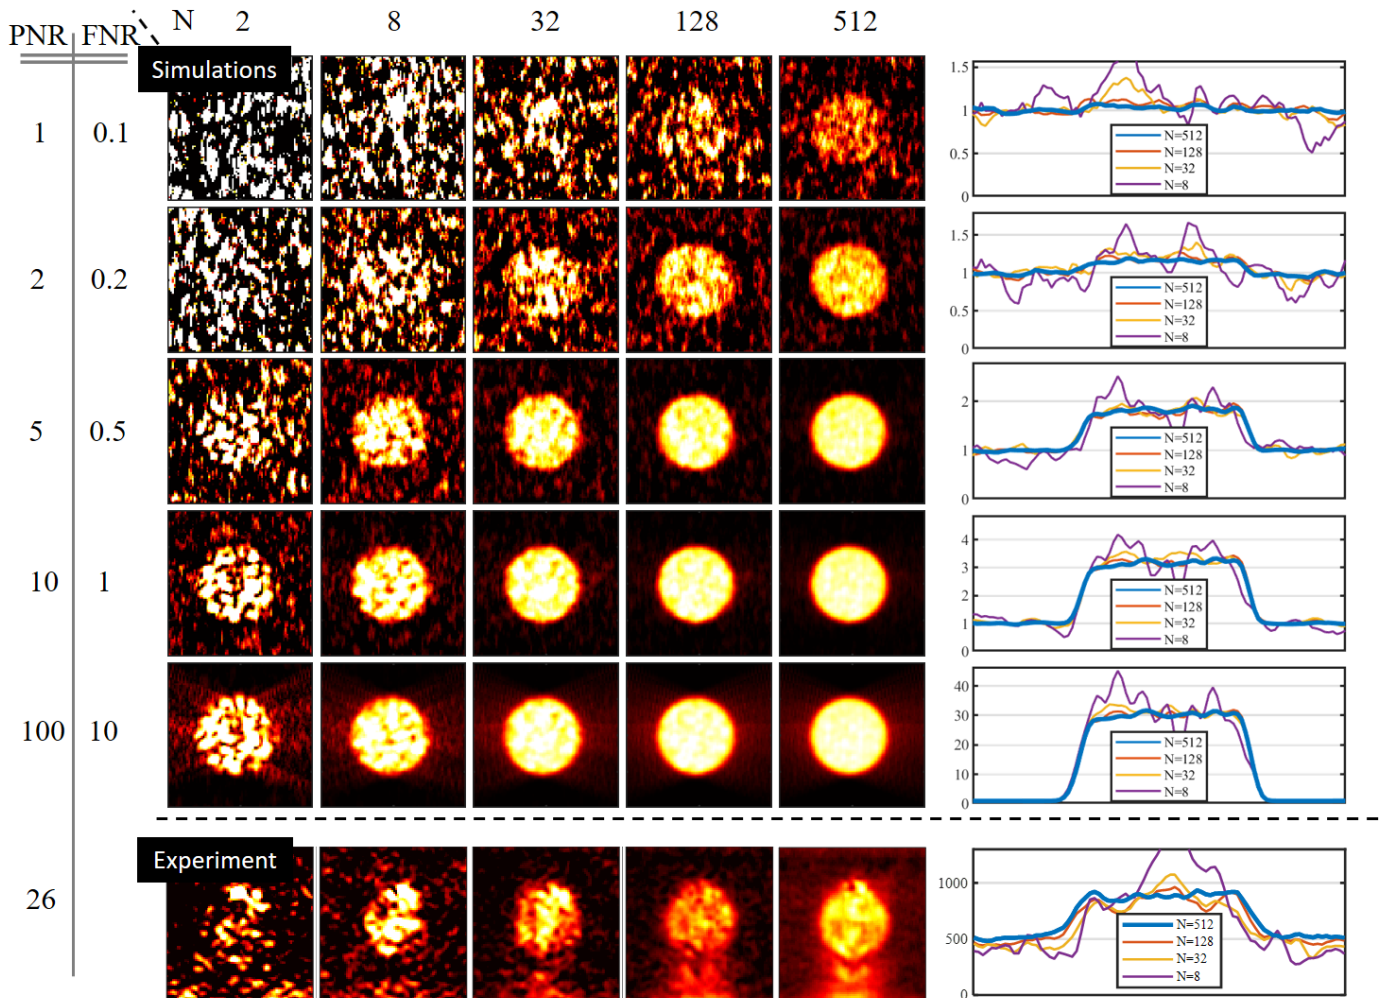 N 2 8 32 128 512
PNR FNR
Simulations
1 0.1
1.5
1
0.5
0
N=512
N=128
N=32
N=8
2 0.2
1.5
1
0.5
0
N=512
N=128
N=32
N=8
5 0.5
2
1
0
N=512
N=128
N=32
N=8
10 1
4
3
2
1
0
N=512
N=128
N=32
N=8
100 10
40
30
20
10
0
N=512
N=128
N=32
N=8
Experiment
26
1000
500
0
N=512
N=128
N=32
N=8